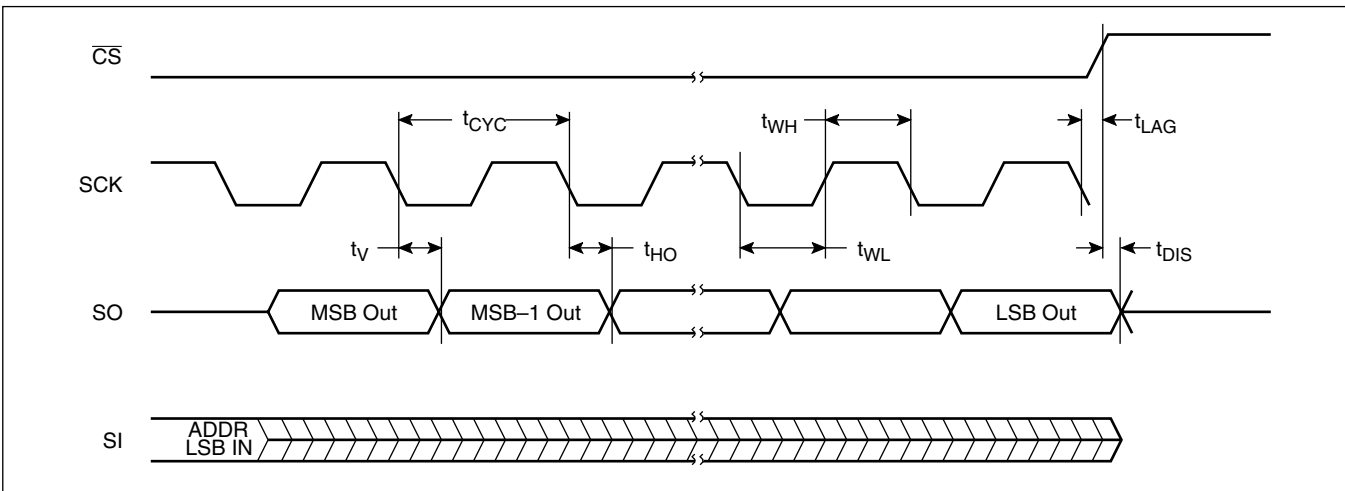 CS
tCYC
tWH
tLAG
SCK
tV
tHO
tWL
tDIS
SO
MSB Out
MSB–1 Out
LSB Out
SI
ADDR
LSB IN